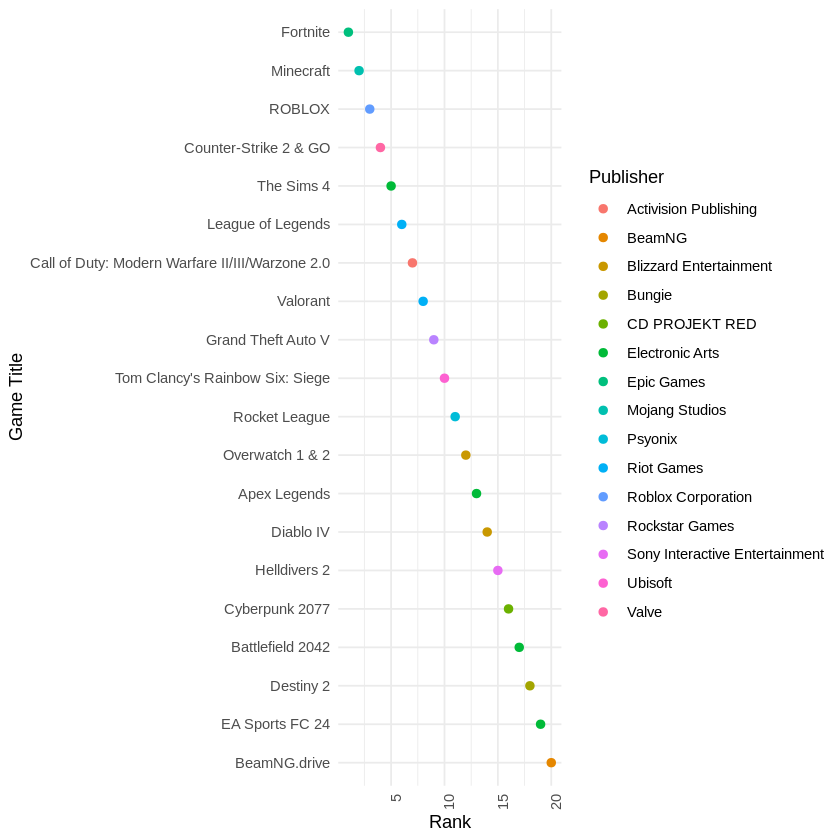 Fortnite
Minecraft
ROBLOX
Counter-Strike 2 & GO
The Sims 4
League of Legends
Call of Duty: Modern Warfare II/III/Warzone 2.0
Valorant
Grand Theft Auto V
Tom Clancy's Rainbow Six: Siege
Rocket League
Overwatch 1 & 2
Apex Legends
Diablo IV
Helldivers 2
Cyberpunk 2077
Battlefield 2042
Destiny 2
EA Sports FC 24
BeamNG.drive
Game Title
5
10
15
20
Rank
Publisher
Activision Publishing
BeamNG
Blizzard Entertainment
Bungie
CD PROJEKT RED
Electronic Arts
Epic Games
Mojang Studios
Psyonix
Riot Games
Roblox Corporation
Rockstar Games
Sony Interactive Entertainment
Ubisoft
Valve